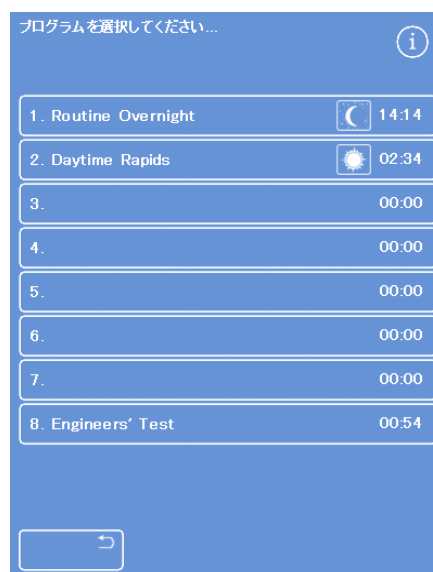 プログラムを選択してください...
i
1. Routine Overnight 14:14
2. Daytime Rapids 02:34
3. 00:00
4. 00:00
5. 00:00
6. 00:00
7. 00:00
8. Engineers' Test 00:54